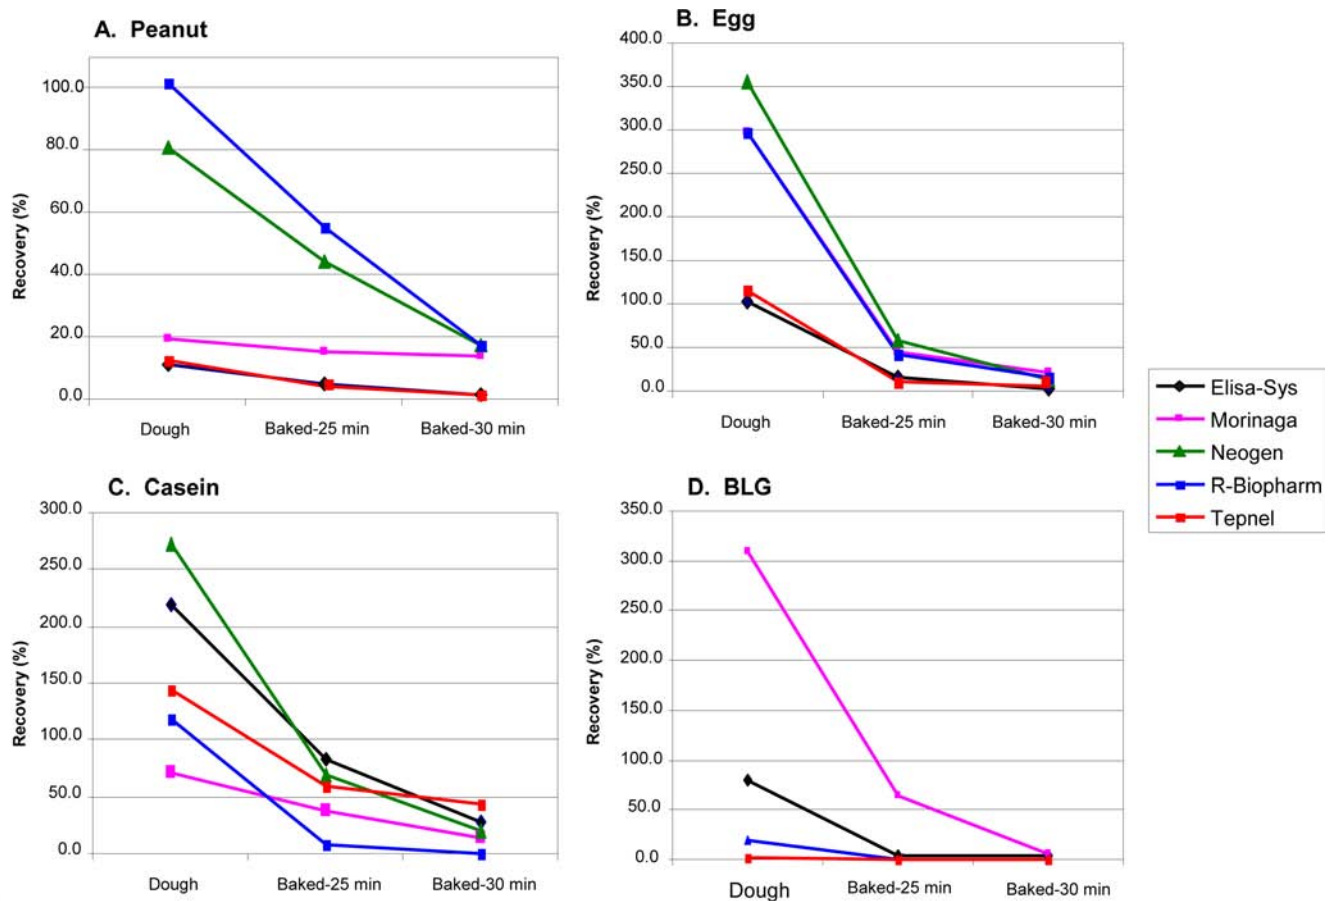 A. Peanut
Recovery (%)
100.0
80.0
60.0
40.0
20.0
0.0
Dough Baked-25 min Baked-30 min
B. Egg
Recovery (%)
400.0
350.0
300.0
250.0
200.0
150.0
100.0
50.0
0.0
Dough Baked-25 min Baked-30 min
Elisa-Sys
Morinaga
Neogen
R-Biopharm
Tepnel
C. Casein
Recovery (%)
300.0
250.0
200.0
150.0
100.0
50.0
0.0
Dough Baked-25 min Baked-30 min
D. BLG
Recovery (%)
350.0
300.0
250.0
200.0
150.0
100.0
50.0
0.0
Dough Baked-25 min Baked-30 min